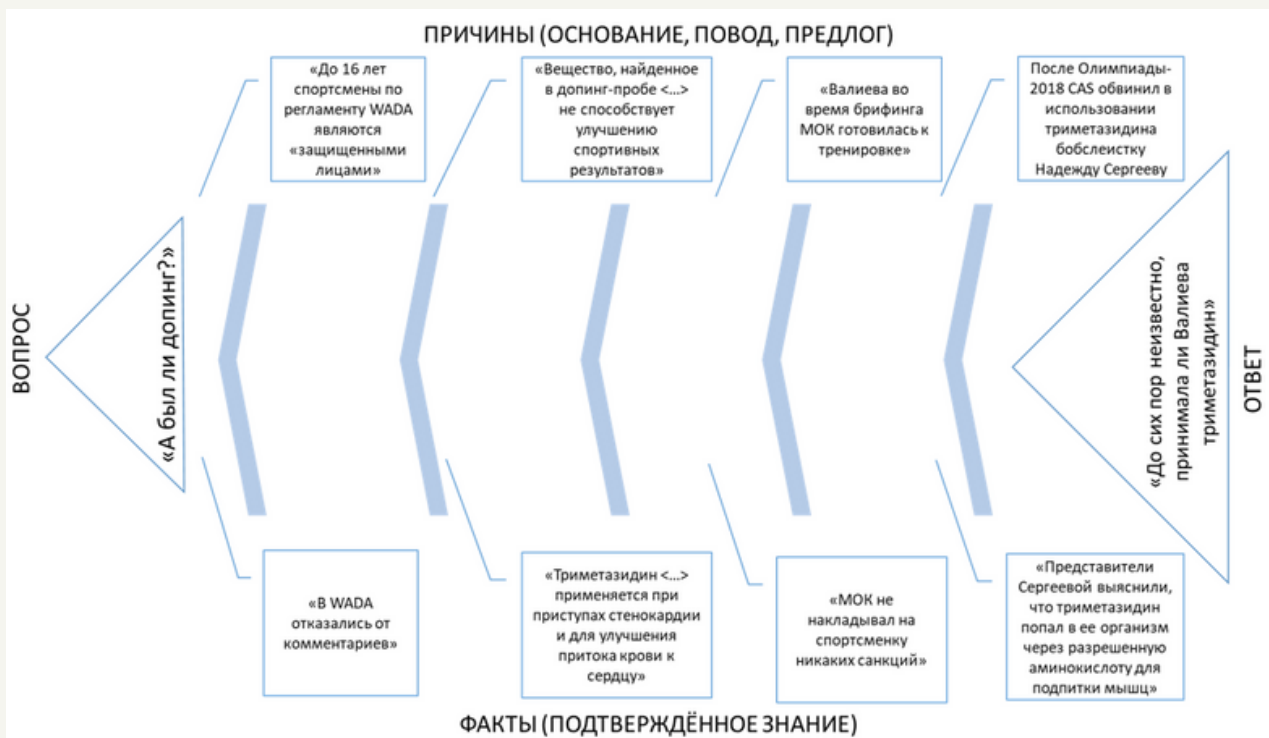 ПРИЧИНЫ (ОСНОВАНИЕ, ПОВОД, ПРЕДЛОГ)
«До 16 лет
спортсмены по
регламенту WADA
являются
«защищенными
лицами»
«Вещество, найденное
в допинг-пробе <...>
не способствует
улучшению
спортивных
результатов»
«Валиева во
время брифинга
МОК готовилась к
тренировке»
После Олимпиады-
2018 CAS обвинил в
использовании
триметазидина
бобслеистку
Надежду Сергееву
ВОПРОС
«А был ли допинг?»
«До сих пор неизвестно,
принимала ли Валиева
триметазидин»
ОТВЕТ
«В WADA
отказались от
комментариев»
«Триметазидин <...>
применяется при
приступах стенокардии
и для улучшения
притока крови к
сердцу»
«МОК не
накладывал на
спортсменку
никаких санкций»
«Представители
Сергеевой выяснили,
что триметазидин
попал в ее организм
через разрешенную
аминокислоту для
подпитки мышц»
ФАКТЫ (ПОДТВЕРЖДЁННОЕ ЗНАНИЕ)